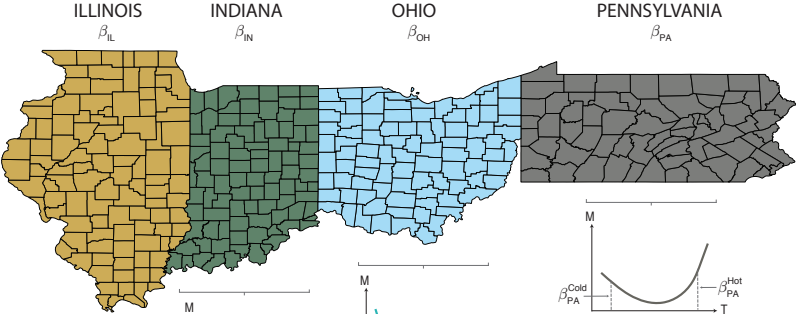 ILLINOIS
β_IL
INDIANA
β_IN
OHIO
β_OH
PENNSYLVANIA
β_PA
M
M
M
β_PA^Cold
β_PA^Hot
T